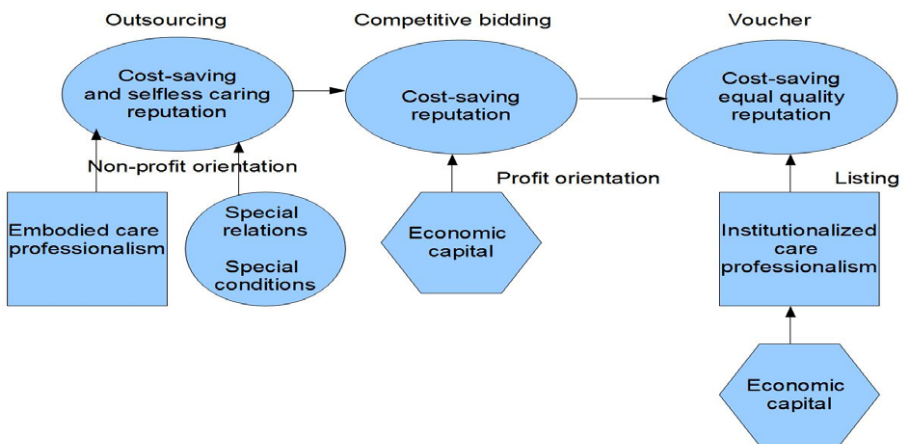 Outsourcing
Competitive bidding
Voucher
Cost-saving
and selfless caring
reputation
Cost-saving
reputation
Cost-saving
equal quality
reputation
Non-profit orientation
Profit orientation
Listing
Embodied care
professionalism
Special
relations
Special
conditions
Economic
capital
Institutionalized
care
professionalism
Economic
capital